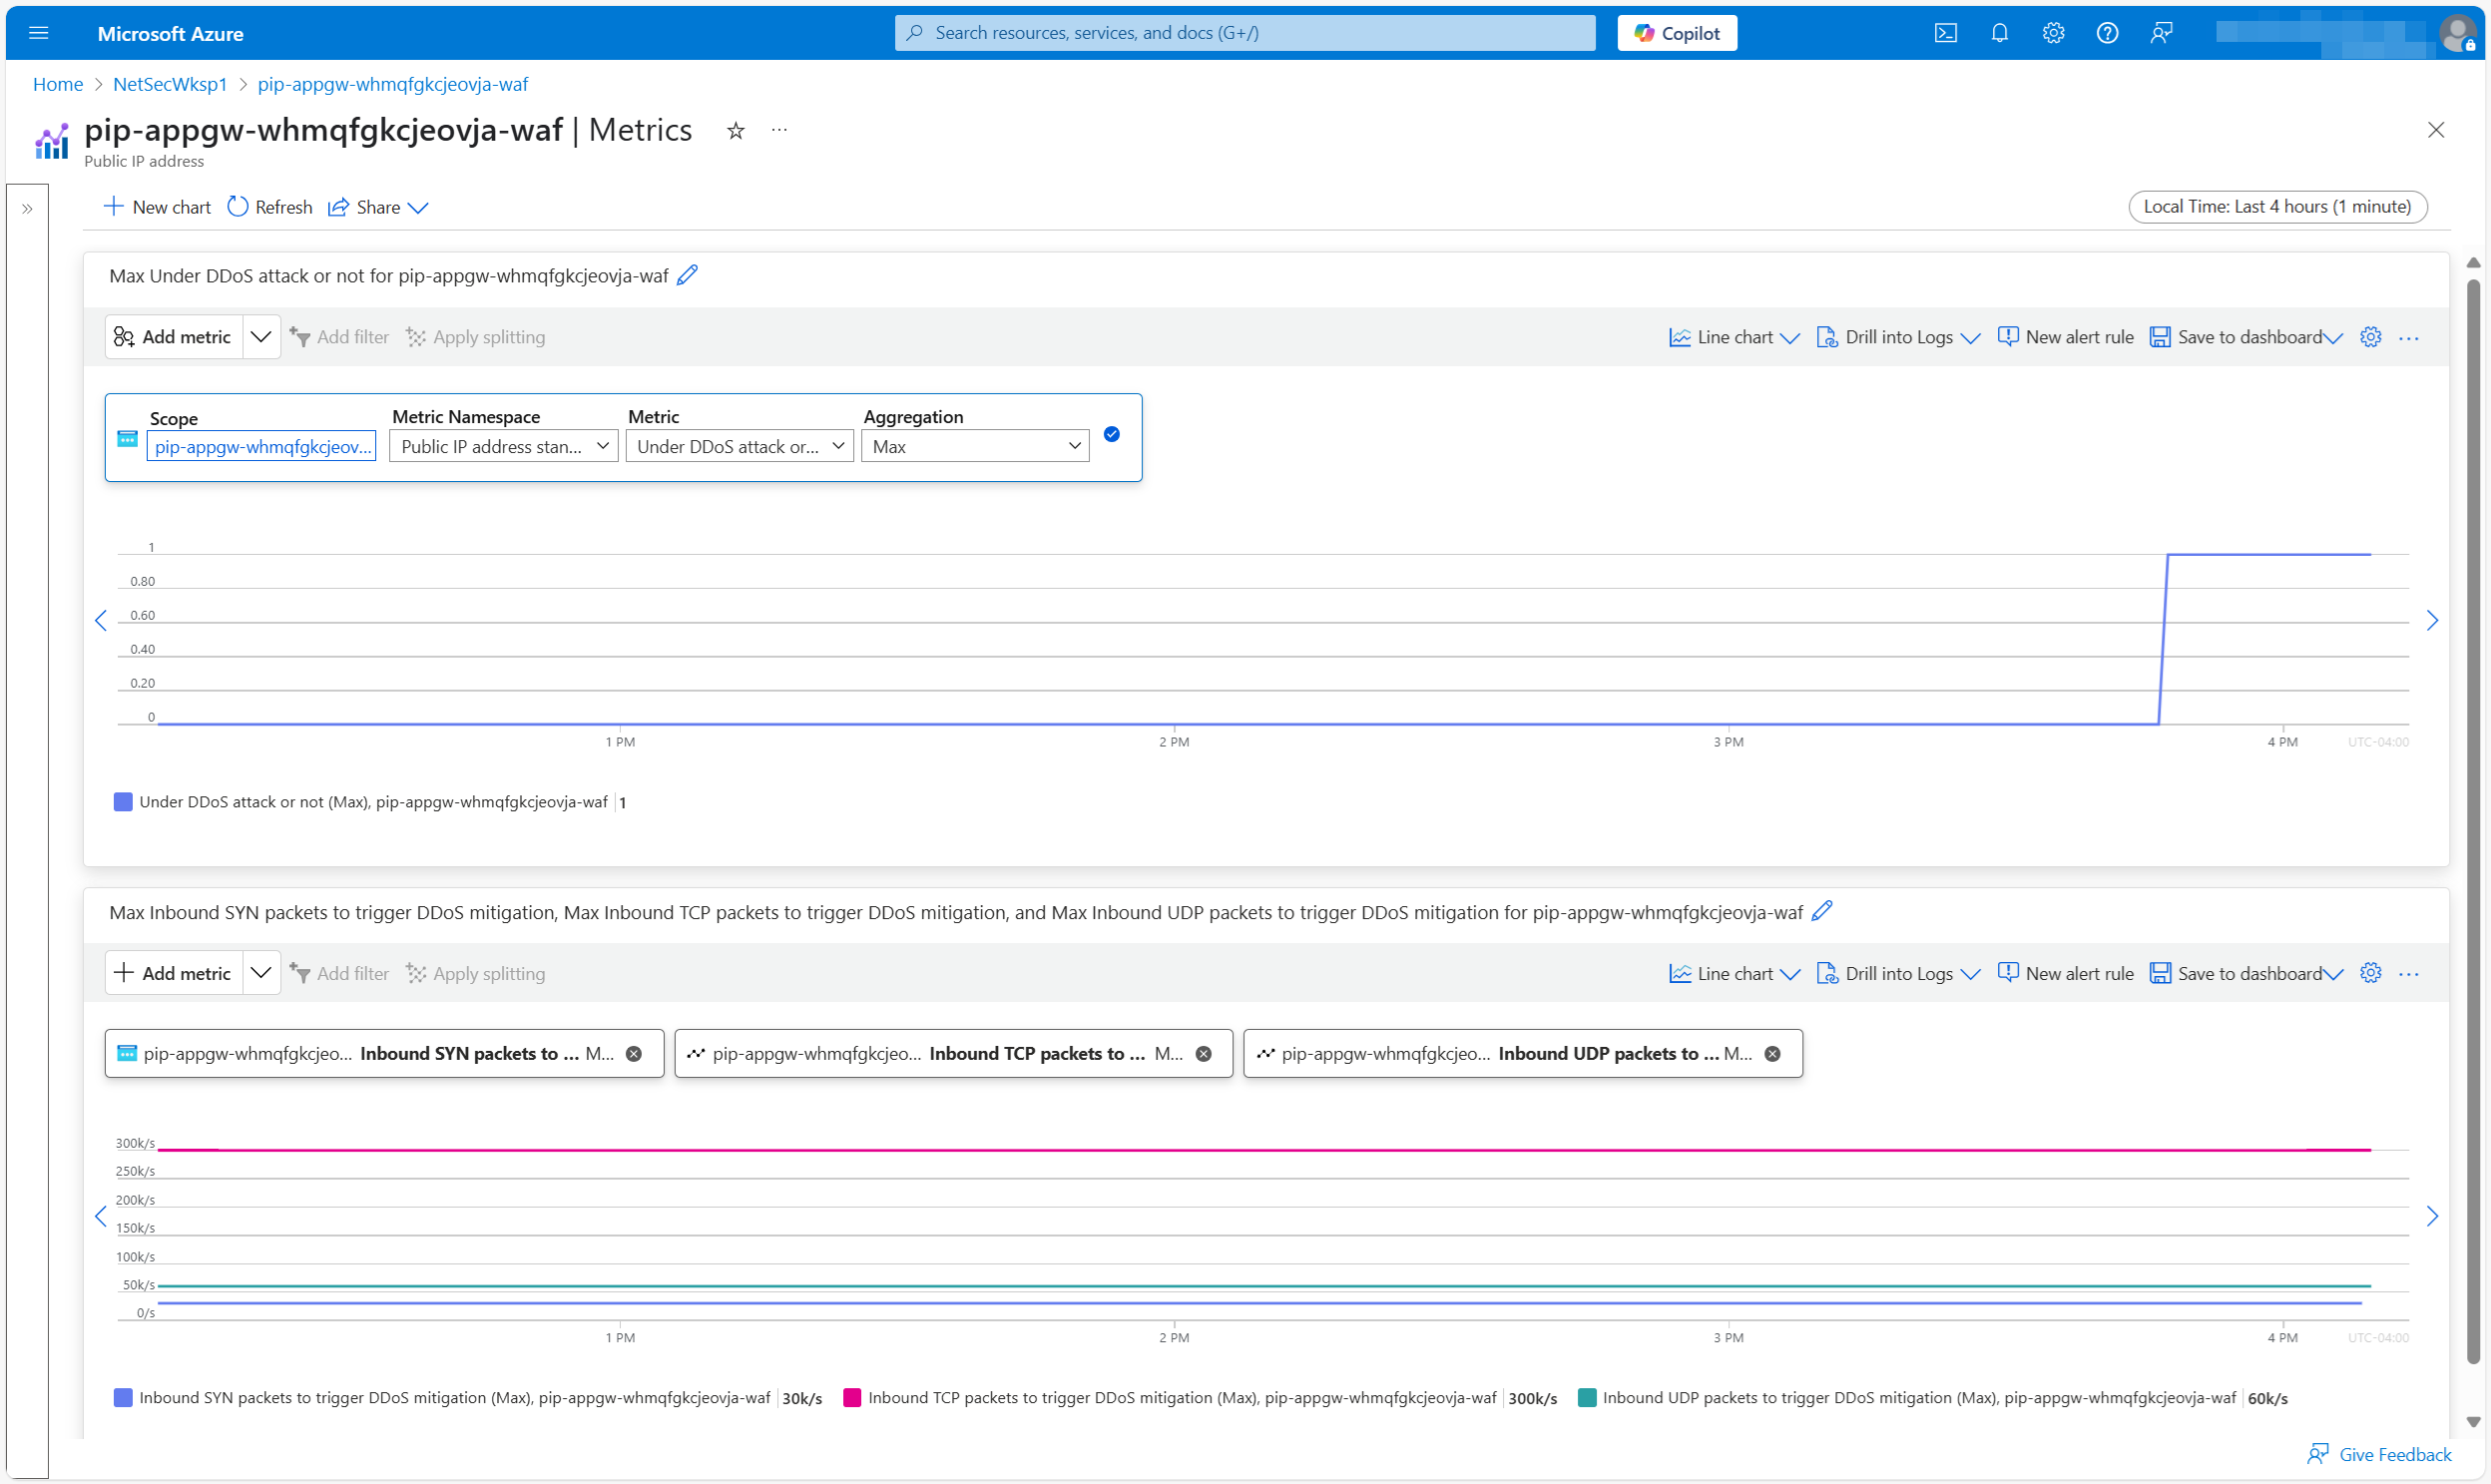 Microsoft Azure
Search resources, services, and docs (G+/)
Copilot
Home > NetSecWksp1 > pip-appgw-whmqfgkcjeovja-waf
pip-appgw-whmqfgkcjeovja-waf | Metrics
Public IP address
New chart Refresh Share
Local Time: Last 4 hours (1 minute)
Max Under DDoS attack or not for pip-appgw-whmqfgkcjeovja-waf
Add metric Add filter Apply splitting Line chart Drill into Logs New alert rule Save to dashboard
Scope Metric Namespace Metric Aggregation
pip-appgw-whmqfgkcjeov... Public IP address stan... Under DDoS attack or... Max
1
0.80
0.60
0.40
0.20
0
1 PM 2 PM 3 PM 4 PM UTC-04:00
Under DDoS attack or not (Max), pip-appgw-whmqfgkcjeovja-waf | 1
Max Inbound SYN packets to trigger DDoS mitigation, Max Inbound TCP packets to trigger DDoS mitigation, and Max Inbound UDP packets to trigger DDoS mitigation for pip-appgw-whmqfgkcjeovja-waf
Add metric Add filter Apply splitting Line chart Drill into Logs New alert rule Save to dashboard
pip-appgw-whmqfgkcjeo... Inbound SYN packets to ... M... pip-appgw-whmqfgkcjeo... Inbound TCP packets to ... M... pip-appgw-whmqfgkcjeo... Inbound UDP packets to ... M...
300k/s
250k/s
200k/s
150k/s
100k/s
50k/s
0/s
1 PM 2 PM 3 PM 4 PM UTC-04:00
Inbound SYN packets to trigger DDoS mitigation (Max), pip-appgw-whmqfgkcjeovja-waf | 30k/s Inbound TCP packets to trigger DDoS mitigation (Max), pip-appgw-whmqfgkcjeovja-waf | 300k/s Inbound UDP packets to trigger DDoS mitigation (Max), pip-appgw-whmqfgkcjeovja-waf | 60k/s
Give Feedback